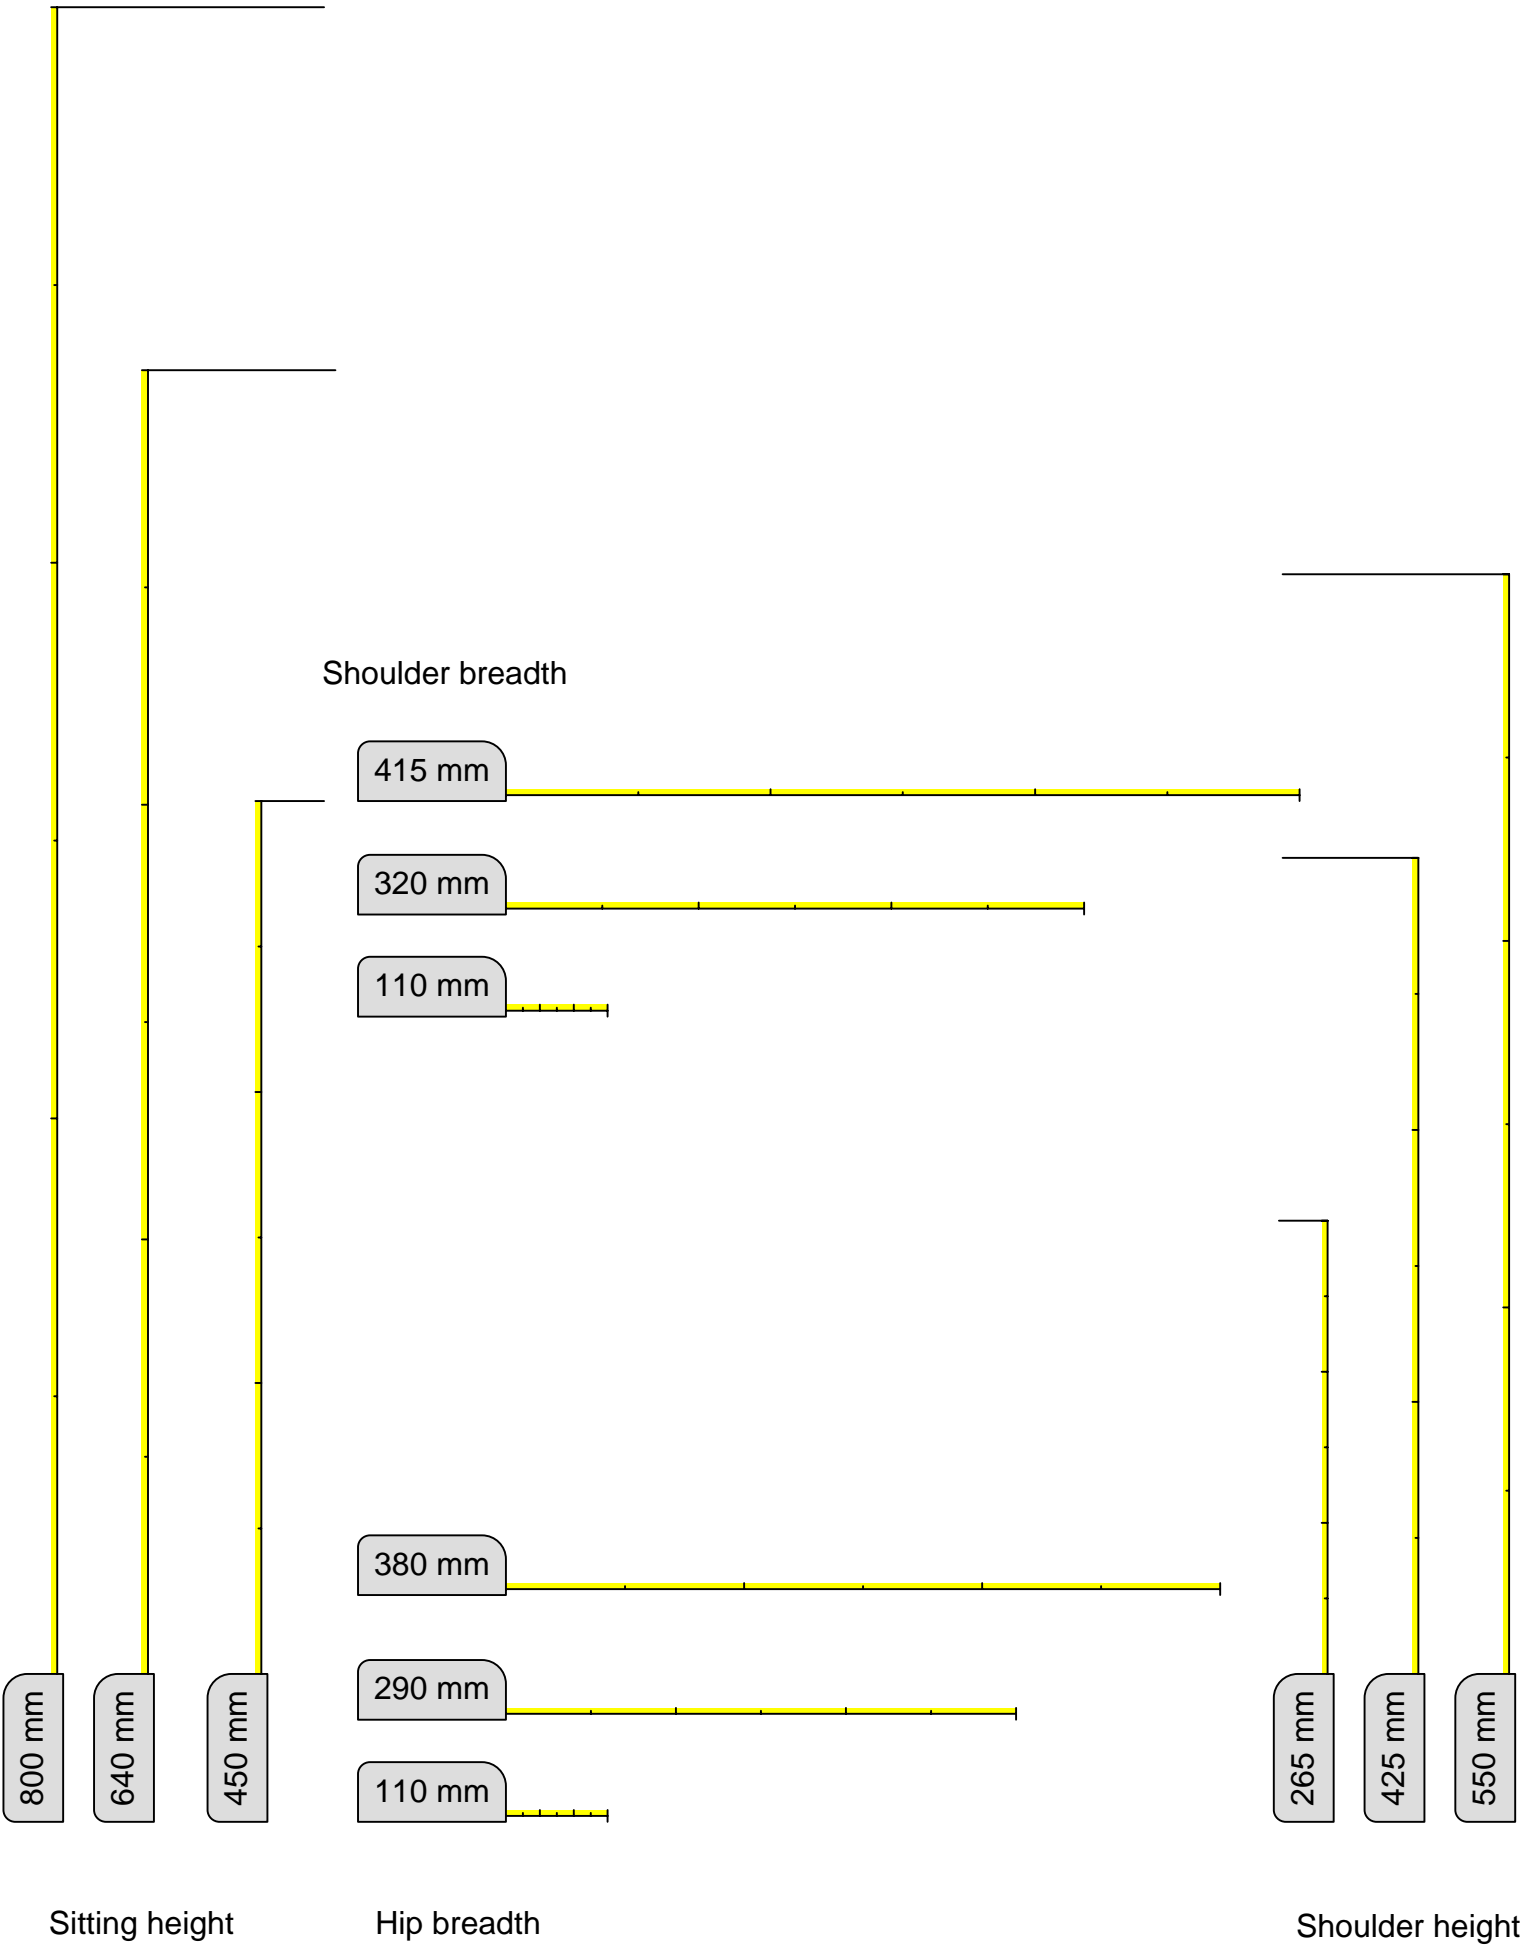 Shoulder breadth
415 mm
320 mm
110 mm
380 mm
290 mm
110 mm
800 mm
640 mm
450 mm
265 mm
425 mm
550 mm
Sitting height
Hip breadth
Shoulder height